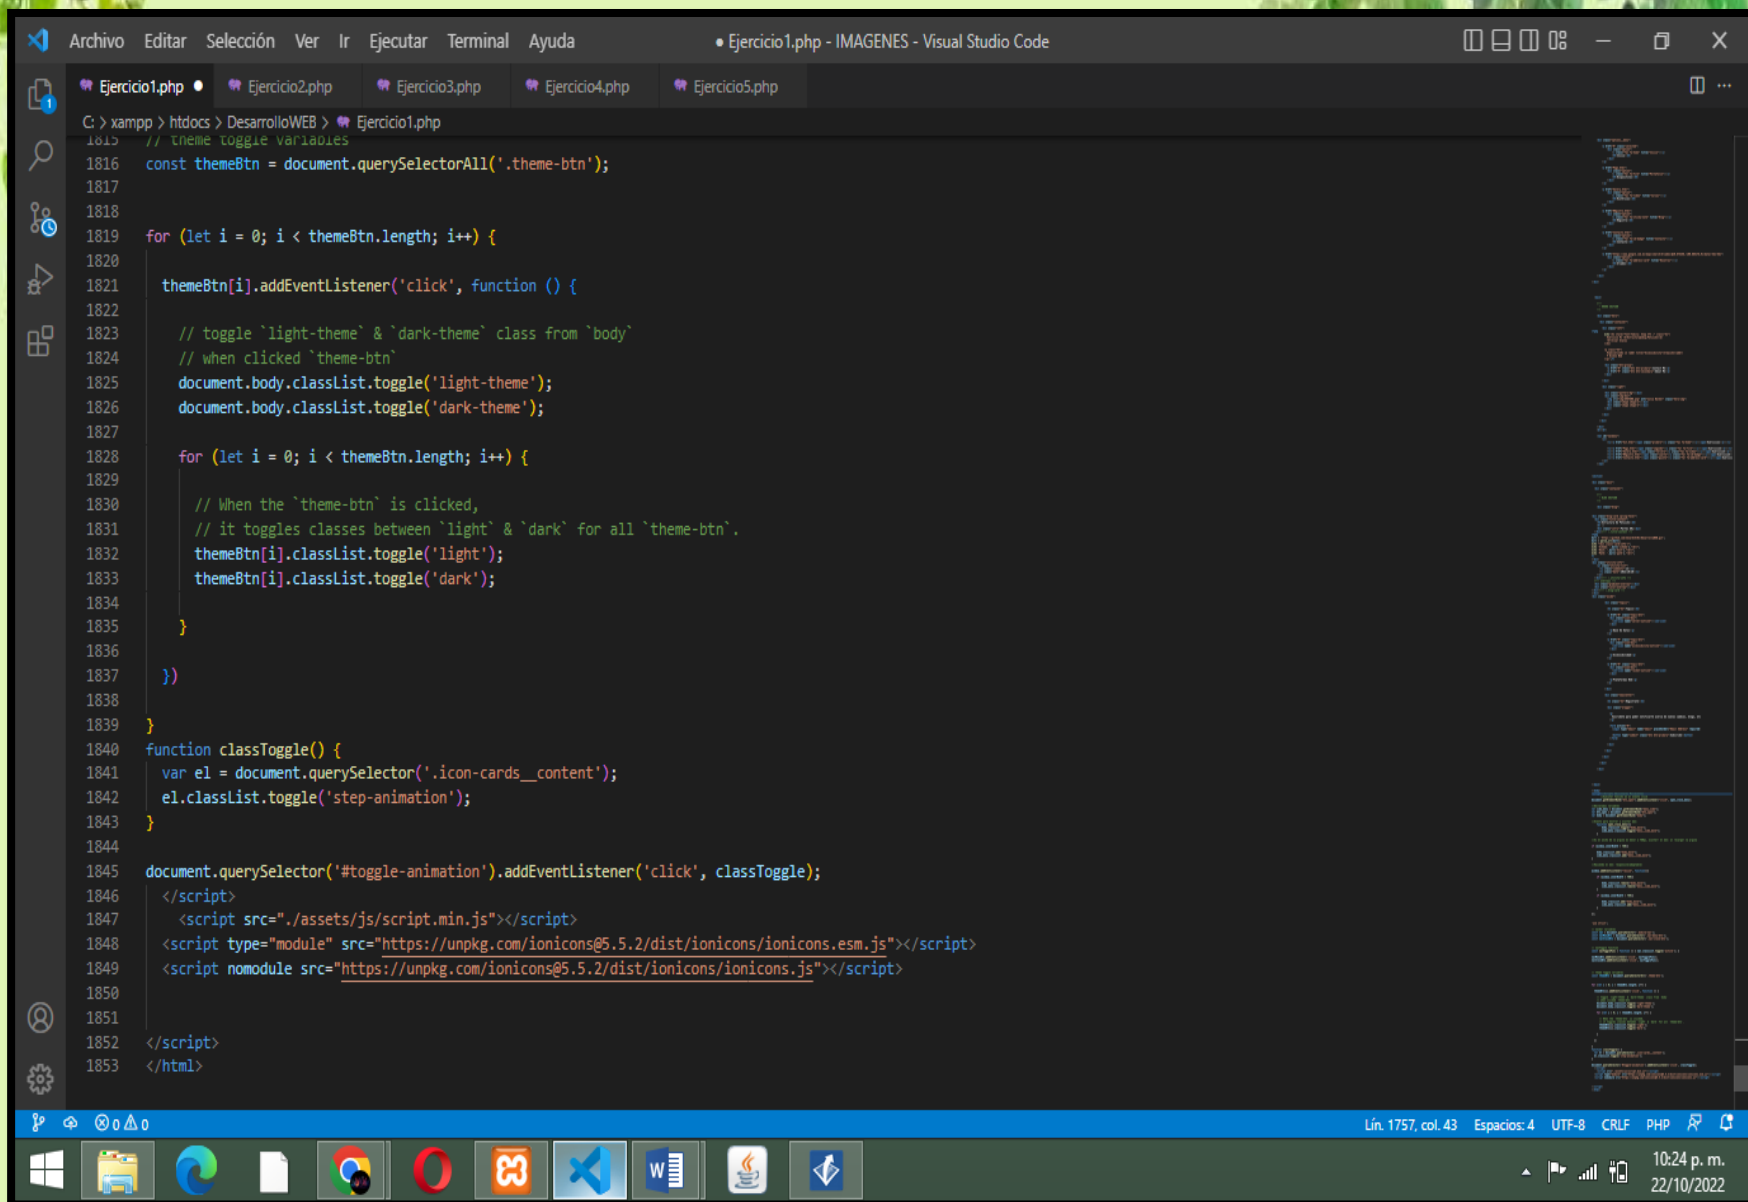 Archivo Editar Selección Ver Ir Ejecutar Terminal Ayuda ● Ejercicio1.php - IMAGENES - Visual Studio Code
Ejercicio1.php ● Ejercicio2.php Ejercicio3.php Ejercicio4.php Ejercicio5.php
C: > xampp > htdocs > DesarrolloWEB > Ejercicio1.php
1
1815 // theme toggle variables
1816 const themeBtn = document.querySelectorAll('.theme-btn');
1817
1818
1819 for (let i = 0; i < themeBtn.length; i++) {
1820
1821 themeBtn[i].addEventListener('click', function () {
1822
1823 // toggle `light-theme` & `dark-theme` class from `body`
1824 // when clicked `theme-btn`
1825 document.body.classList.toggle('light-theme');
1826 document.body.classList.toggle('dark-theme');
1827
1828 for (let i = 0; i < themeBtn.length; i++) {
1829
1830 // When the `theme-btn` is clicked,
1831 // it toggles classes between `light` & `dark` for all `theme-btn`.
1832 themeBtn[i].classList.toggle('light');
1833 themeBtn[i].classList.toggle('dark');
1834
1835 }
1836
1837 })
1838
1839 }
1840 function classToggle() {
1841 var el = document.querySelector('.icon-cards__content');
1842 el.classList.toggle('step-animation');
1843 }
1844
1845 document.querySelector('#toggle-animation').addEventListener('click', classToggle);
1846 </script>
1847 <script src="./assets/js/script.min.js"></script>
1848 <script type="module" src="https://unpkg.com/ionicons@5.5.2/dist/ionicons/ionicons.esm.js"></script>
1849 <script nomodule src="https://unpkg.com/ionicons@5.5.2/dist/ionicons/ionicons.js"></script>
1850
1851
1852 </script>
1853 </html>
0 0 Lín. 1757, col. 43 Espacios: 4 UTF-8 CRLF PHP
10:24 p. m.
22/10/2022